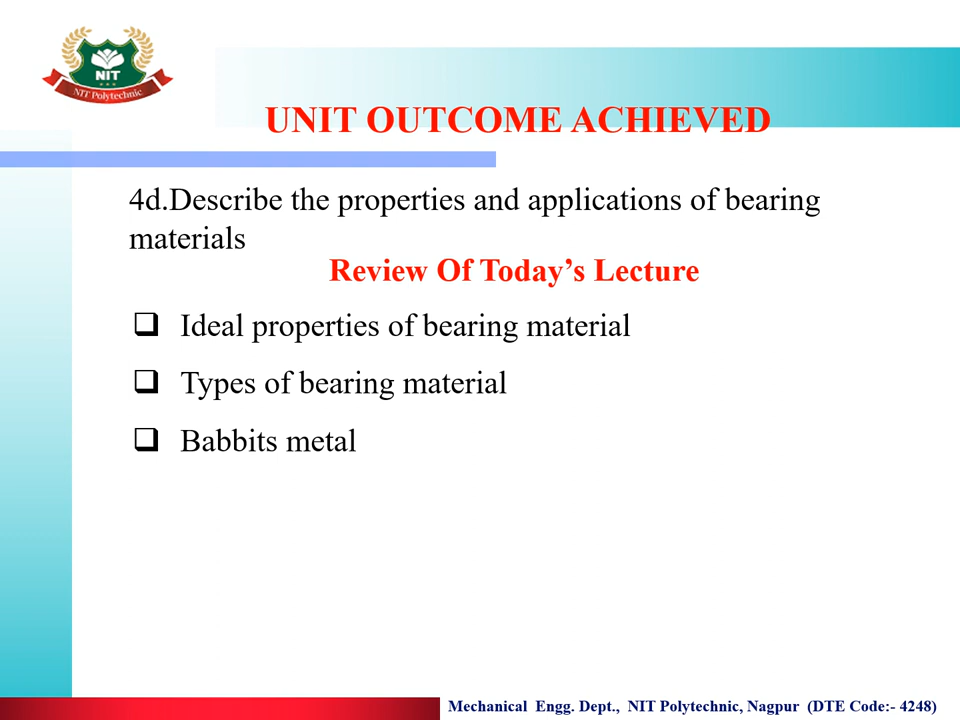 NIT
NIT Polytechnic
UNIT OUTCOME ACHIEVED
4d.Describe the properties and applications of bearing
materials
Review Of Today’s Lecture
Ideal properties of bearing material
Types of bearing material
Babbits metal
Mechanical Engg. Dept., NIT Polytechnic, Nagpur (DTE Code:- 4248)